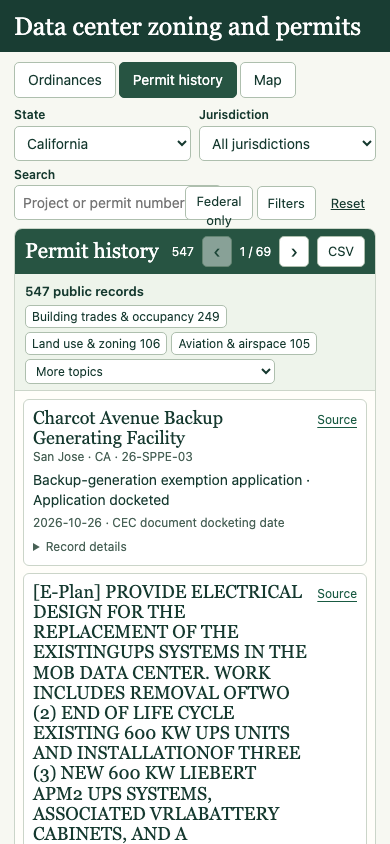 Data center zoning and permits
Ordinances
Permit history
Map
State
Jurisdiction
California
All jurisdictions
Search
Project or permit number
Federal
only
Filters
Reset
Permit history
547
‹
1 / 69
›
CSV
547 public records
Building trades & occupancy 249
Land use & zoning 106
Aviation & airspace 105
More topics
Charcot Avenue Backup
Generating Facility
Source
San Jose · CA · 26-SPPE-03
Backup-generation exemption application ·
Application docketed
2026-10-26 · CEC document docketing date
Record details
[E-Plan] PROVIDE ELECTRICAL
Source
DESIGN FOR THE
REPLACEMENT OF THE
EXISTINGUPS SYSTEMS IN THE
MOB DATA CENTER. WORK
INCLUDES REMOVAL OFTWO
(2) END OF LIFE CYCLE
EXISTING 600 KW UPS UNITS
AND INSTALLATIONOF THREE
(3) NEW 600 KW LIEBERT
APM2 UPS SYSTEMS,
ASSOCIATED VRLABATTERY
CABINETS, AND A